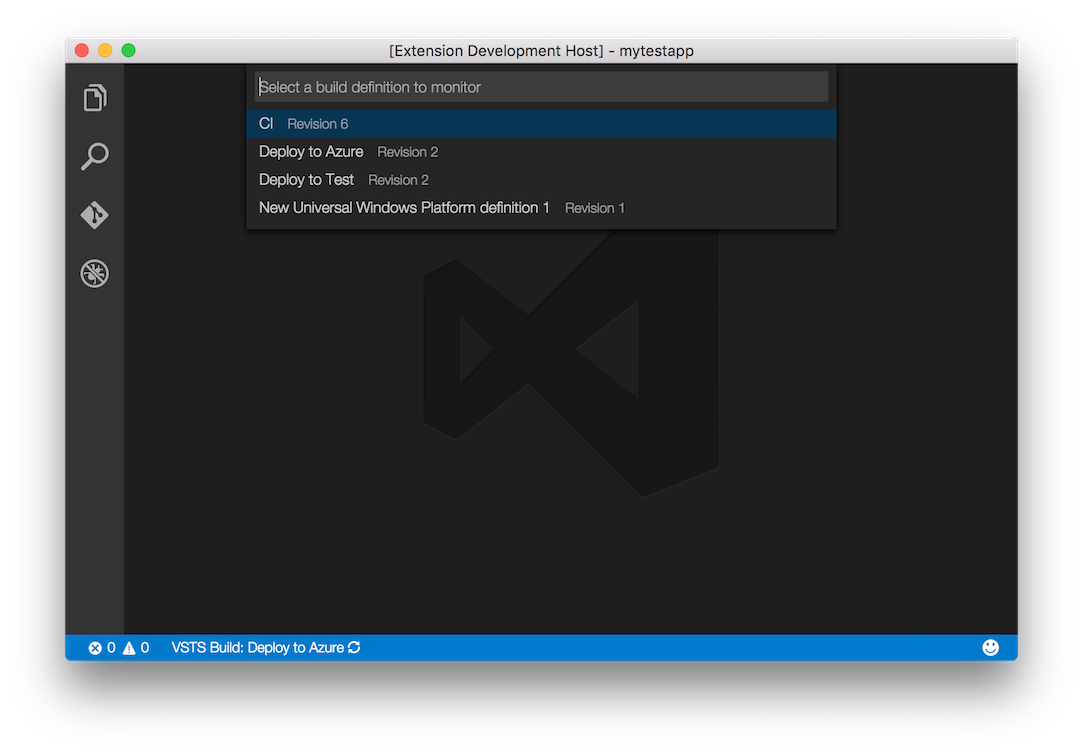 [Extension Development Host] - mytestapp
Select a build definition to monitor
CI Revision 6
Deploy to Azure Revision 2
Deploy to Test Revision 2
New Universal Windows Platform definition 1 Revision 1
0 0 VSTS Build: Deploy to Azure